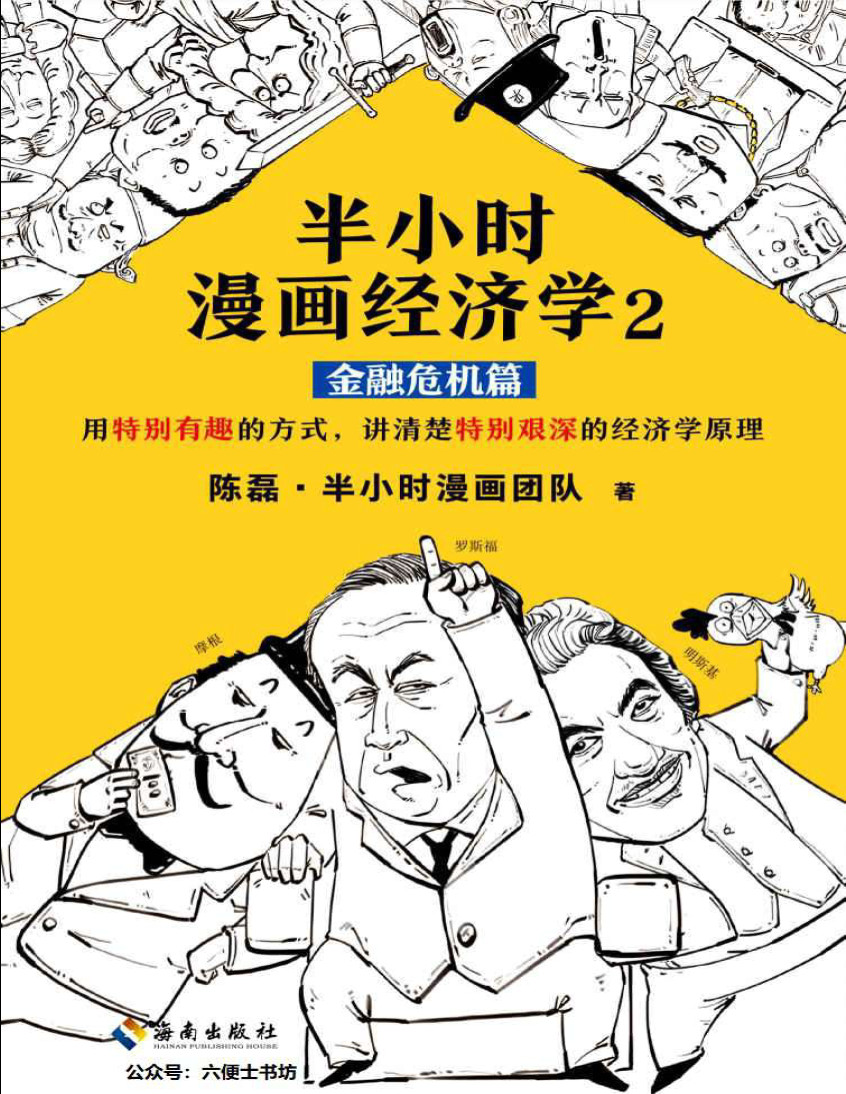 半小时
漫画经济学2
金融危机篇
用特别有趣的方式，讲清楚特别艰深的经济学原理
陈磊·半小时漫画团队 著
罗斯福
摩根
明斯基
海南出版社
HAINAN PUBLISHING HOUSE
公众号：六便士书坊